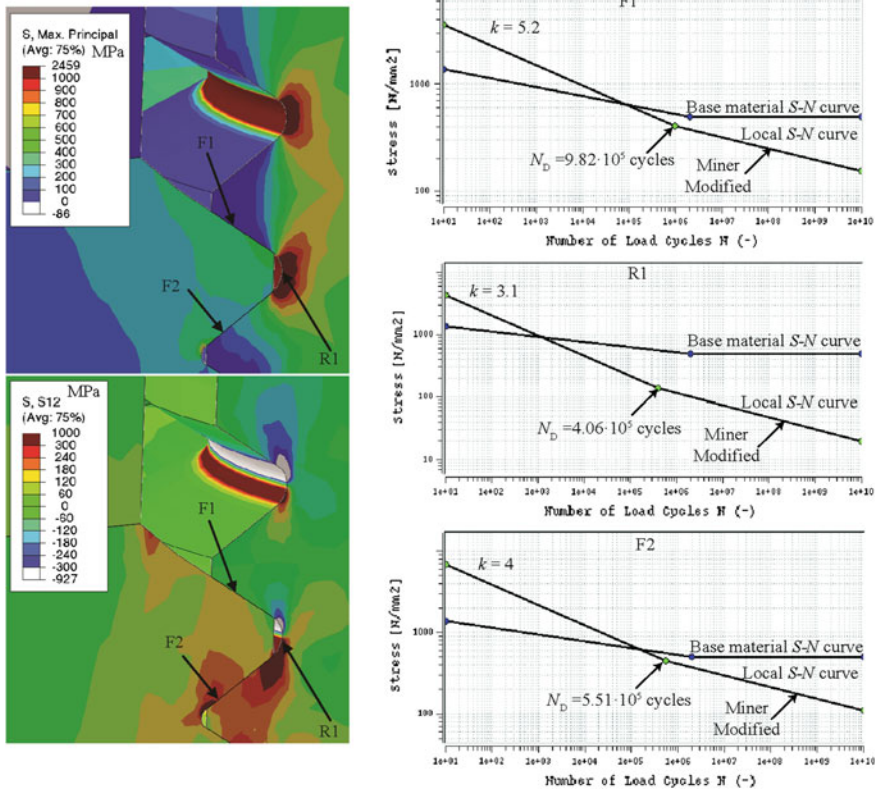 S, Max. Principal
(Avg: 75%) MPa
2459
1000
900
800
700
600
500
400
300
200
100
0
-86
F1
F2
R1
S, S12
MPa
(Avg: 75%)
1000
300
240
180
120
60
0
-60
-120
-180
-240
-300
-927
F1
F2
R1
F1
k = 5.2
1000
100
stress [N/mm2]
Base material S-N curve
Local S-N curve
N_D =9.82·10⁵ cycles
Miner
Modified
1e+01 1e+02 1e+03 1e+04 1e+05 1e+06 1e+07 1e+08 1e+09 1e+10
Number of Load Cycles N (-)
R1
k = 3.1
1000
100
10
stress [N/mm2]
Base material S-N curve
Local S-N curve
N_D =4.06·10⁵ cycles
Miner
Modified
1e+01 1e+02 1e+03 1e+04 1e+05 1e+06 1e+07 1e+08 1e+09 1e+10
Number of Load Cycles N (-)
F2
k = 4
1000
100
stress [N/mm2]
Base material S-N curve
Local S-N curve
N_D =5.51·10⁵ cycles
Miner
Modified
1e+01 1e+02 1e+03 1e+04 1e+05 1e+06 1e+07 1e+08 1e+09 1e+10
Number of Load Cycles N (-)